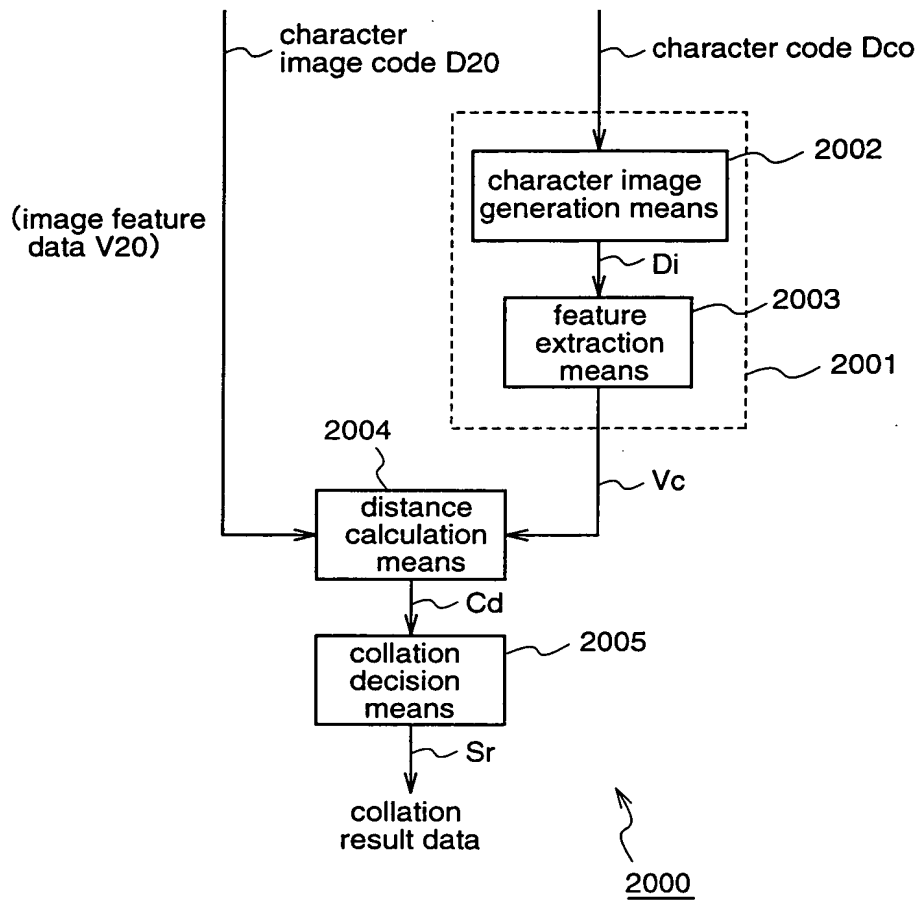 character
image code D20
character code Dco
2002
character image
generation means
(image feature
data V20)
Di
2003
feature
extraction
means
2001
2004
Vc
distance
calculation
means
Cd
2005
collation
decision
means
Sr
collation
result data
2000